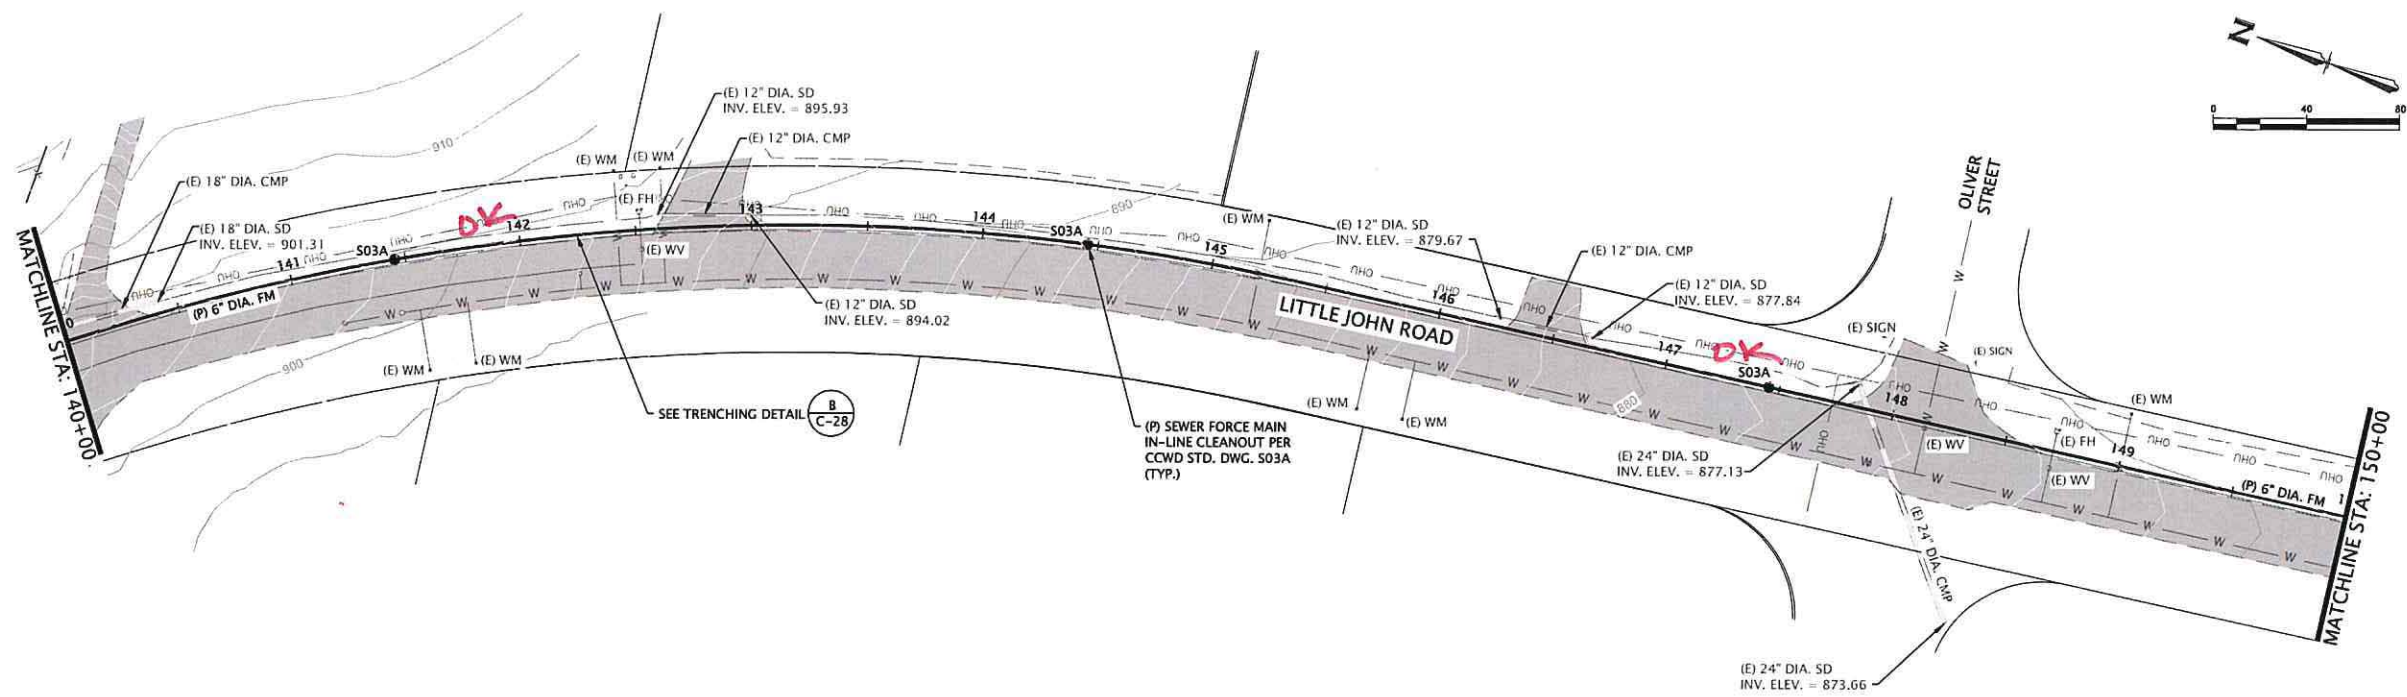 N
0 40 80
OLIVER
STREET
(E) 12" DIA. SD
INV. ELEV. = 895.93
(E) 12" DIA. CMP
910
(E) WM
(E) WM
(E) 18" DIA. CMP
(E) FH
OK
142
143
144
890
(E) 18" DIA. SD
INV. ELEV. = 901.31
S03A
OHU
141
(P) 6" DIA. FM
0
MATCHLINE STA: 140+00.
(E) WV
S03A
OHU
145
(E) WM
(E) 12" DIA. SD
INV. ELEV. = 879.67
(E) 12" DIA. CMP
(E) 12" DIA. SD
INV. ELEV. = 877.84
146
LITTLE JOHN ROAD
W
900
(E) WM
(E) WM
(E) 12" DIA. SD
INV. ELEV. = 894.02
SEE TRENCHING DETAIL
B
C-28
(P) SEWER FORCE MAIN
IN-LINE CLEANOUT PER
CCWD STD. DWG. S03A
(TYP.)
(E) WM
(E) WM
147
OK
S03A
OHU
880
(E) SIGN
(E) SIGN
148
(E) WM
(E) WV
(E) FH
149
(E) WV
(P) 6" DIA. FM
1
MATCHLINE STA: 150+00
(E) 24" DIA. SD
INV. ELEV. = 877.13
(E) 24" DIA. CMP
(E) 24" DIA. SD
INV. ELEV. = 873.66